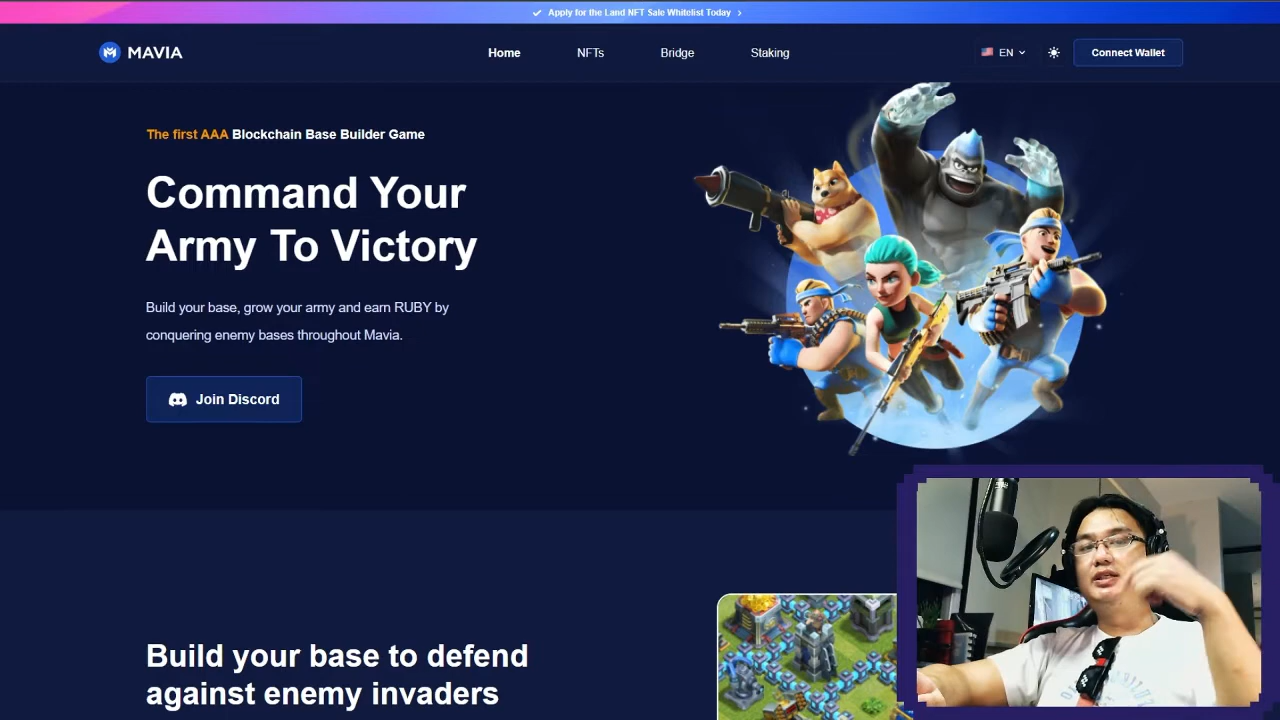 Apply for the Land NFT Sale Whitelist Today
MAVIA
Home
NFTs
Bridge
Staking
EN
Connect Wallet
The first AAA Blockchain Base Builder Game
Command Your
Army To Victory
Build your base, grow your army and earn RUBY by
conquering enemy bases throughout Mavia.
Join Discord
Build your base to defend
against enemy invaders